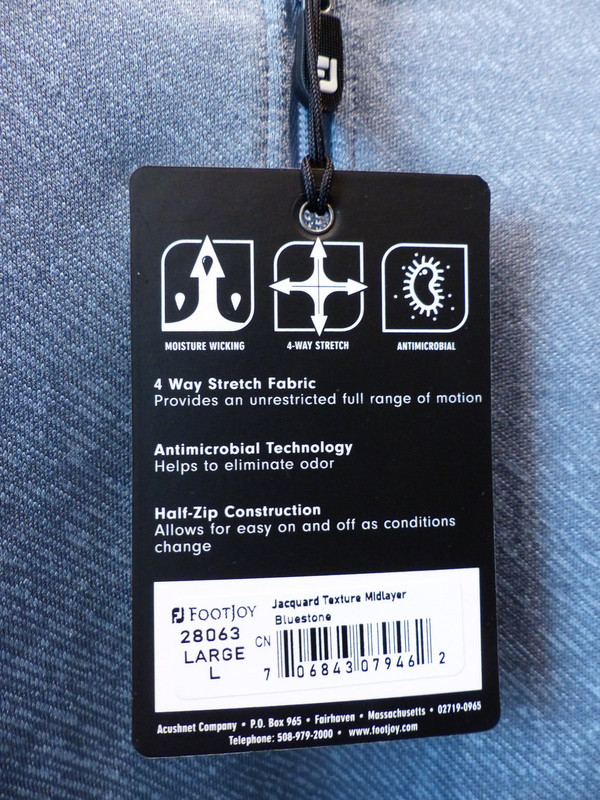 MOISTURE WICKING
4-WAY STRETCH
ANTIMICROBIAL
4 Way Stretch Fabric
Provides an unrestricted full range of motion
Antimicrobial Technology
Helps to eliminate odor
Half-Zip Construction
Allows for easy on and off as conditions
change
FJ FOOTJOY
28063
LARGE
L
Jacquard Texture Midlayer
Bluestone
CN
7 06843 07946 2
Acushnet Company • P.O. Box 965 • Fairhaven • Massachusetts • 02719-0965
Telephone: 508-979-2000 • www.footjoy.com